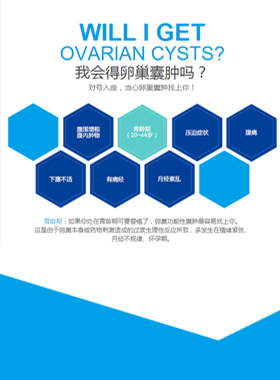 WILL I GET
OVARIAN CYSTS?
我会得卵巢囊肿吗？
对号入座，当心卵巢囊肿找上你！
腹围增粗
腹内肿物
育龄期
（20~44岁）
压迫症状
腹痛
下腹不适
有痛经
月经紊乱
育龄期：如果你处在育龄期可要警惕了，卵巢功能性囊肿最容易找上你。
这是由于卵巢本身或药物刺激造成的过度生理性反应所致，多发生在情绪紧张、
月经不规律、怀孕期。